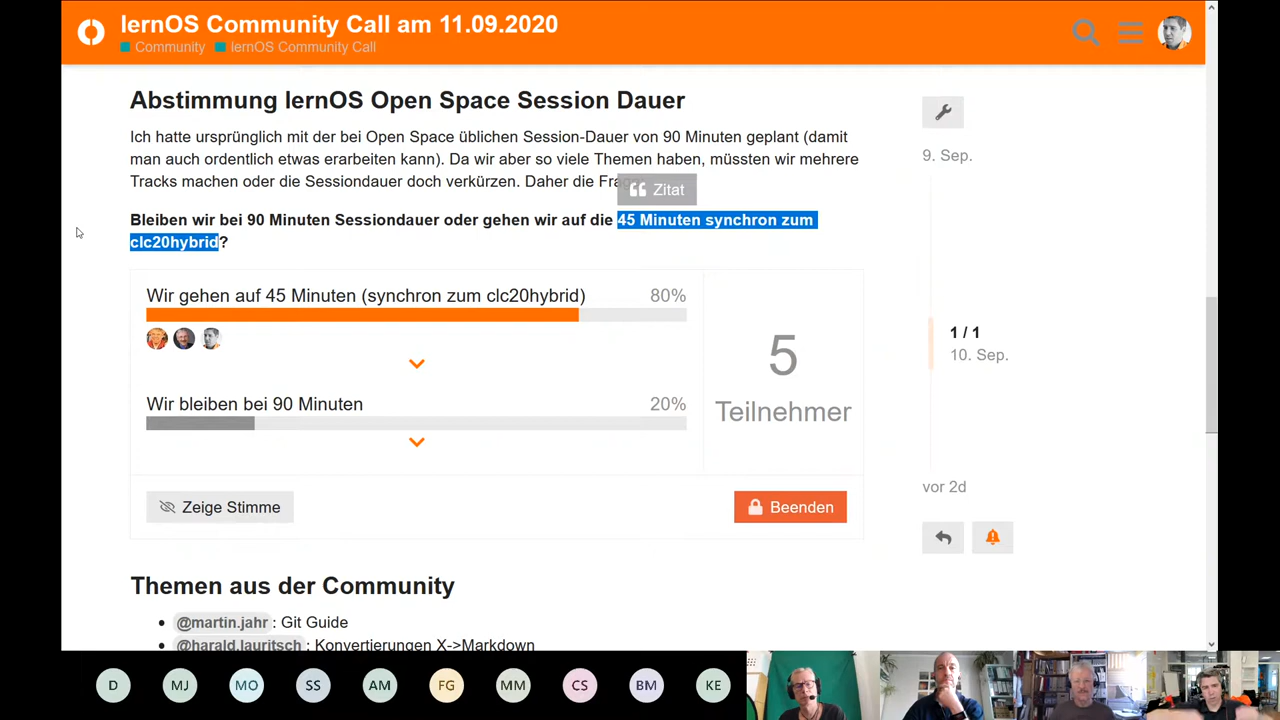 lernOS Community Call am 11.09.2020
Community lernOS Community Call
Abstimmung lernOS Open Space Session Dauer
Ich hatte ursprünglich mit der bei Open Space üblichen Session-Dauer von 90 Minuten geplant (damit
man auch ordentlich etwas erarbeiten kann). Da wir aber so viele Themen haben, müssten wir mehrere
Tracks machen oder die Sessiondauer doch verkürzen. Daher die
Zitat
Bleiben wir bei 90 Minuten Sessiondauer oder gehen wir auf die 45 Minuten synchron zum
clc20hybrid?
Wir gehen auf 45 Minuten (synchron zum clc20hybrid) 80%
Wir bleiben bei 90 Minuten 20%
5
Teilnehmer
Zeige Stimme
Beenden
9. Sep.
1 / 1
10. Sep.
vor 2d
Themen aus der Community
@martin.jahr : Git Guide
@harald.lauritsch : Konvertierungen X->Markdown
D MJ MO SS AM FG MM CS BM KE